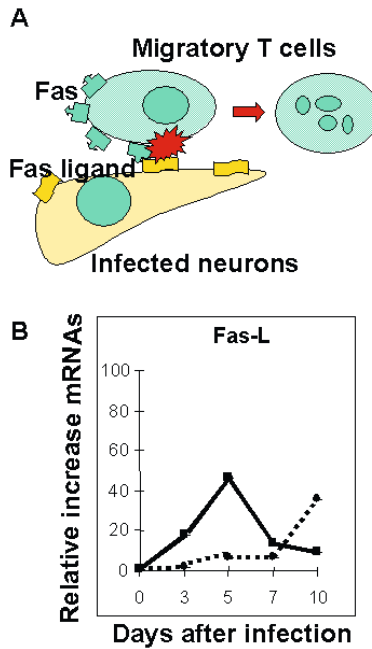 A
Migratory T cells
Fas
Fas ligand
Infected neurons
B
Fas-L
Relative increase mRNAs
100
80
60
40
20
0
0 3 5 7 10
Days after infection